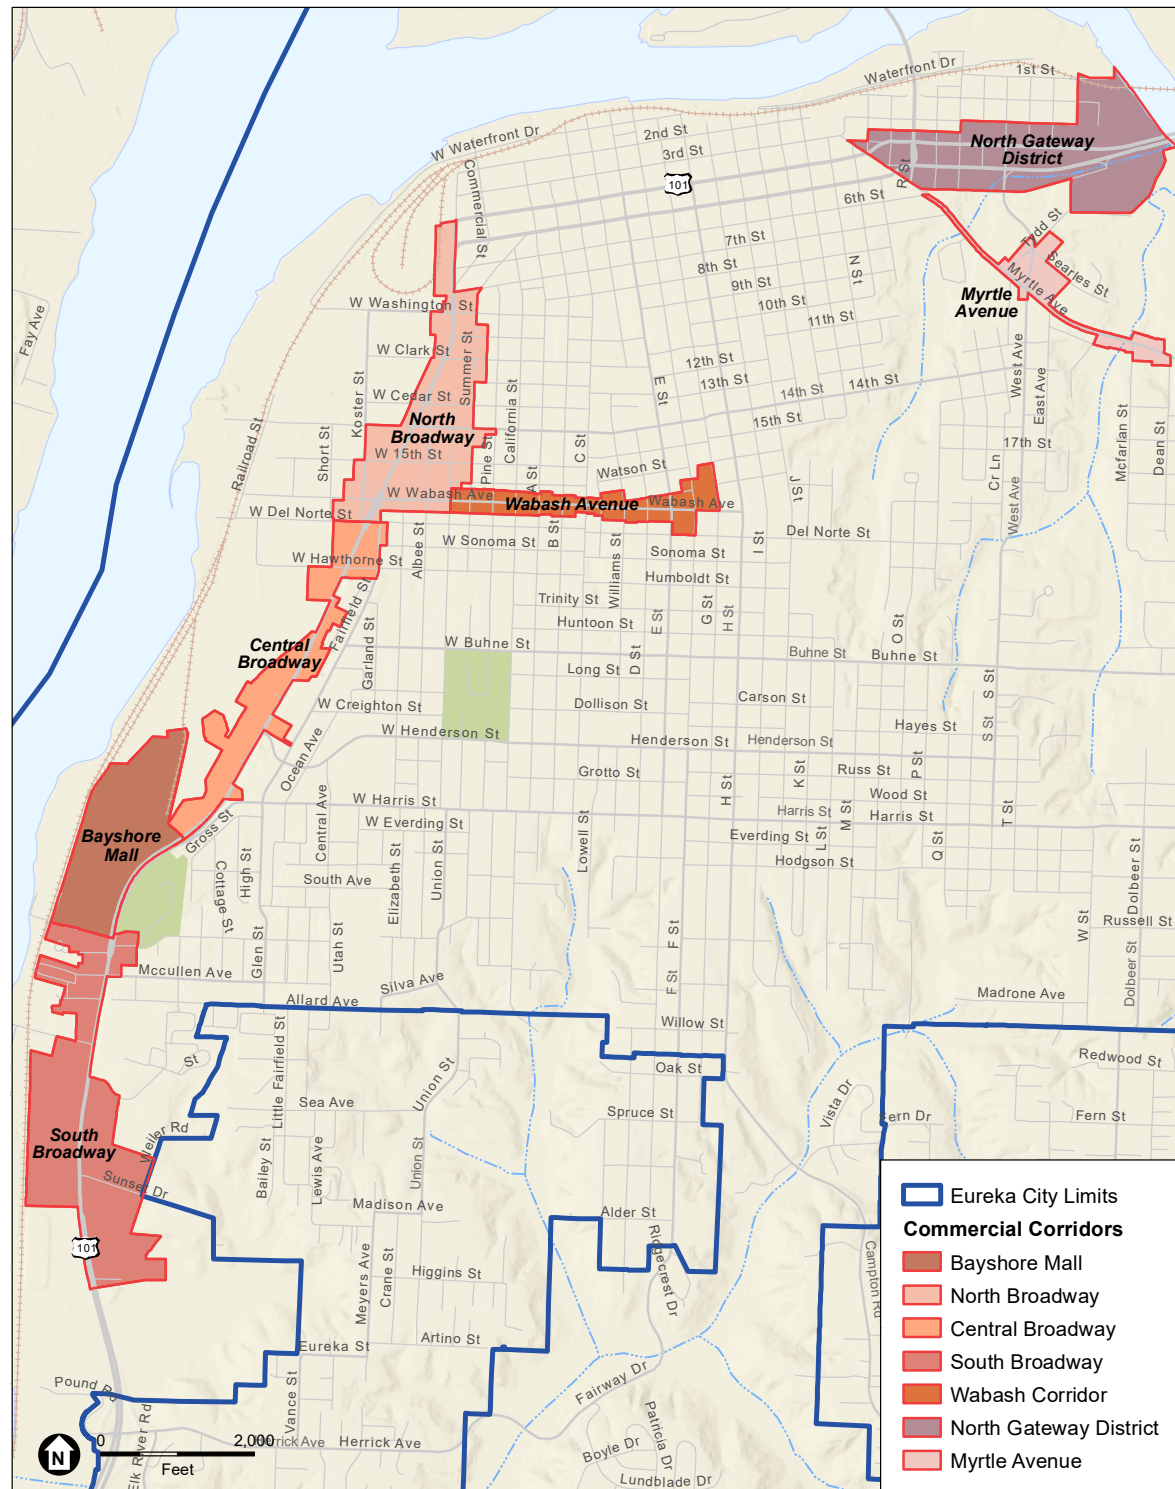 Waterfront Dr
1st St
W Waterfront Dr
2nd St
3rd St
North Gateway
District
101
Commercial St
R St
6th St
7th St
Tydd St
8th St
N St
Searles St
9th St
Myrtle Ave
Myrtle
Avenue
10th St
W Washington St
11th St
Fay Ave
Summer St
W Clark St
12th St
West Ave
13th St
14th St
14th St
East Ave
E St
Koster St
W Cedar St
California St
North
Broadway
15th St
C St
17th St
Mcfarlan St
Dean St
Railroad St
Short St
W 15th St
Pine St
A St
Watson St
Cr Ln
J St
W Wabash Ave
Wabash Avenue
Wabash Ave
West Ave
W Del Norte St
Del Norte St
Albee St
W Sonoma St
B St
I St
Sonoma St
W Hawthorne St
Williams St
Humboldt St
Fairfield St
Trinity St
G St
H St
Huntoon St
E St
O St
Central
Broadway
Garland St
W Buhne St
D St
Buhne St
Buhne St
Long St
S St
W Creighton St
Dollison St
Carson St
Hayes St
S St
W Henderson St
Henderson St
Henderson St
Ocean Ave
Grotto St
K St
Russ St
P St
H St
Wood St
W Harris St
Harris St
Harris St
T St
M St
Gross St
Central Ave
W Everding St
Lowell St
Everding St
L St
Q St
Bayshore
Mall
Hodgson St
Cottage St
High St
South Ave
Elizabeth St
Union St
Dolbeer St
Russell St
W St
Utah St
F St
Glen St
Mccullen Ave
Silva Ave
F St
Dolbeer St
Allard Ave
Madrone Ave
Willow St
Little Fairfield St
St
Redwood St
Oak St
Union St
Sea Ave
Spruce St
Vista Dr
Fern Dr
Fern St
South
Broadway
Weiler Rd
Bailey St
Lewis Ave
Union St
Sunset Dr
Madison Ave
Alder St
101
Ridgecrest Dr
Campton Rd
Meyers Ave
Crane St
Higgins St
Eureka St
Artino St
Pound Rd
Vance St
Fairway Dr
Elk River Rd
Herrick Ave
Herrick Ave
Patricia Dr
Boyle Dr
Lundblade Dr
N
0
2,000
Feet
Eureka City Limits
Commercial Corridors
Bayshore Mall
North Broadway
Central Broadway
South Broadway
Wabash Corridor
North Gateway District
Myrtle Avenue